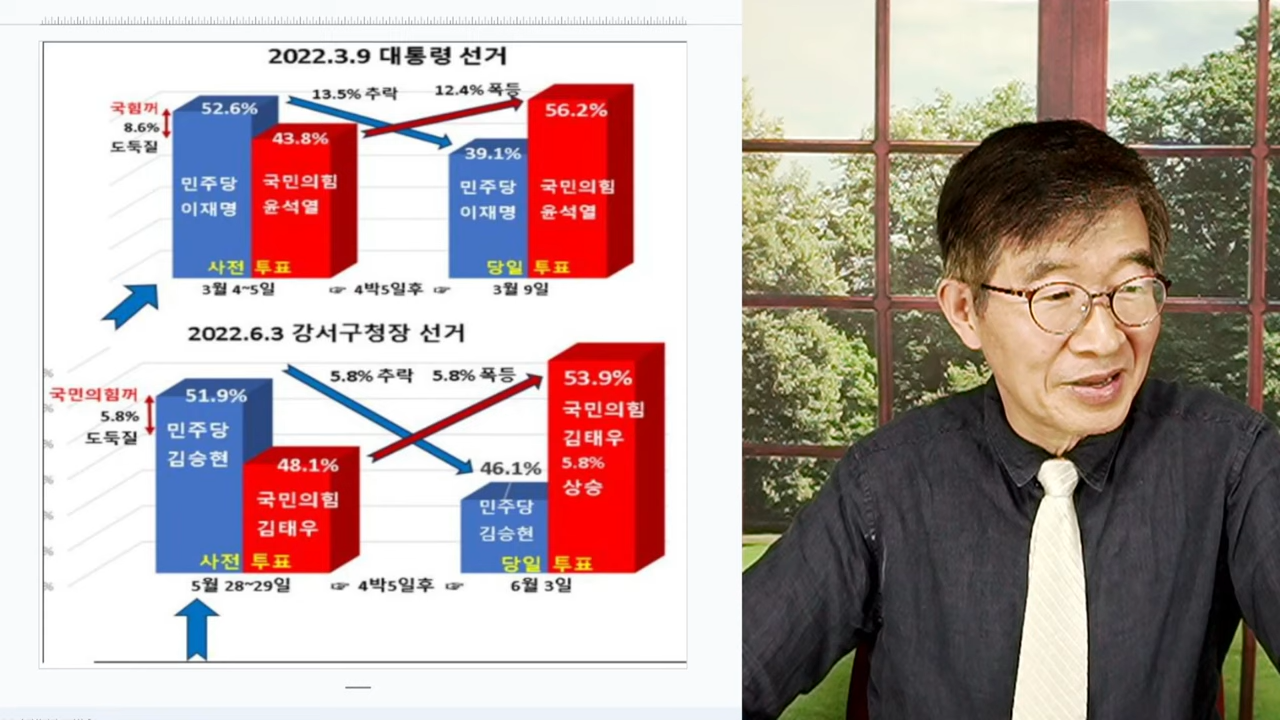 2022.3.9 대통령 선거
13.5% 추락
12.4% 폭등
국힘꺼
8.6%
도둑질
52.6%
43.8%
39.1%
56.2%
민주당
이재명
국민의힘
윤석열
민주당
이재명
국민의힘
윤석열
사전 투표
당일 투표
3월 4~5일
☞ 4박5일후 ☞
3월 9일
2022.6.3 강서구청장 선거
5.8% 추락
5.8% 폭등
국민의힘꺼
5.8%
도둑질
51.9%
48.1%
46.1%
53.9%
민주당
김승현
국민의힘
김태우
민주당
김승현
국민의힘
김태우
5.8%
상승
사전 투표
당일 투표
5월 28~29일
☞ 4박5일후 ☞
6월 3일
%
%
%
%
%